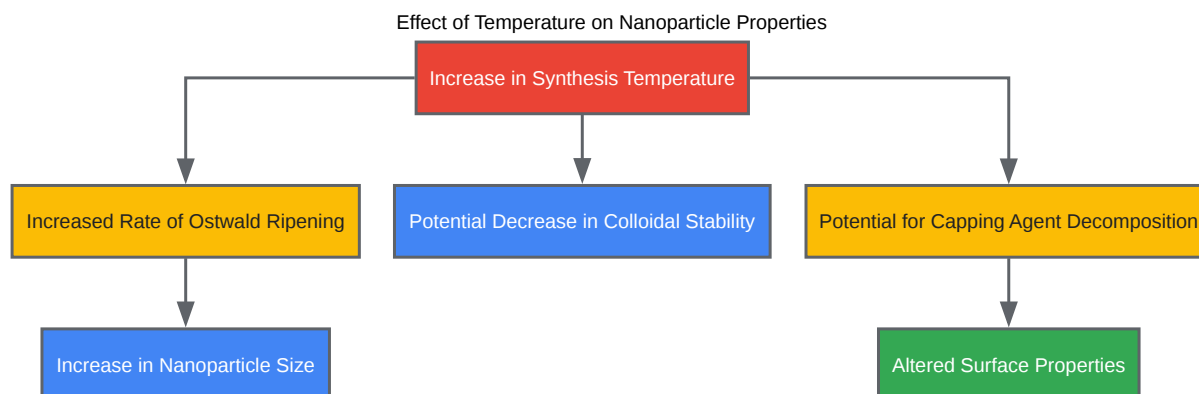 Effect of Temperature on Nanoparticle Properties
Increase in Synthesis Temperature
Increased Rate of Ostwald Ripening
Potential Decrease in Colloidal Stability
Potential for Capping Agent Decomposition
Increase in Nanoparticle Size
Altered Surface Properties